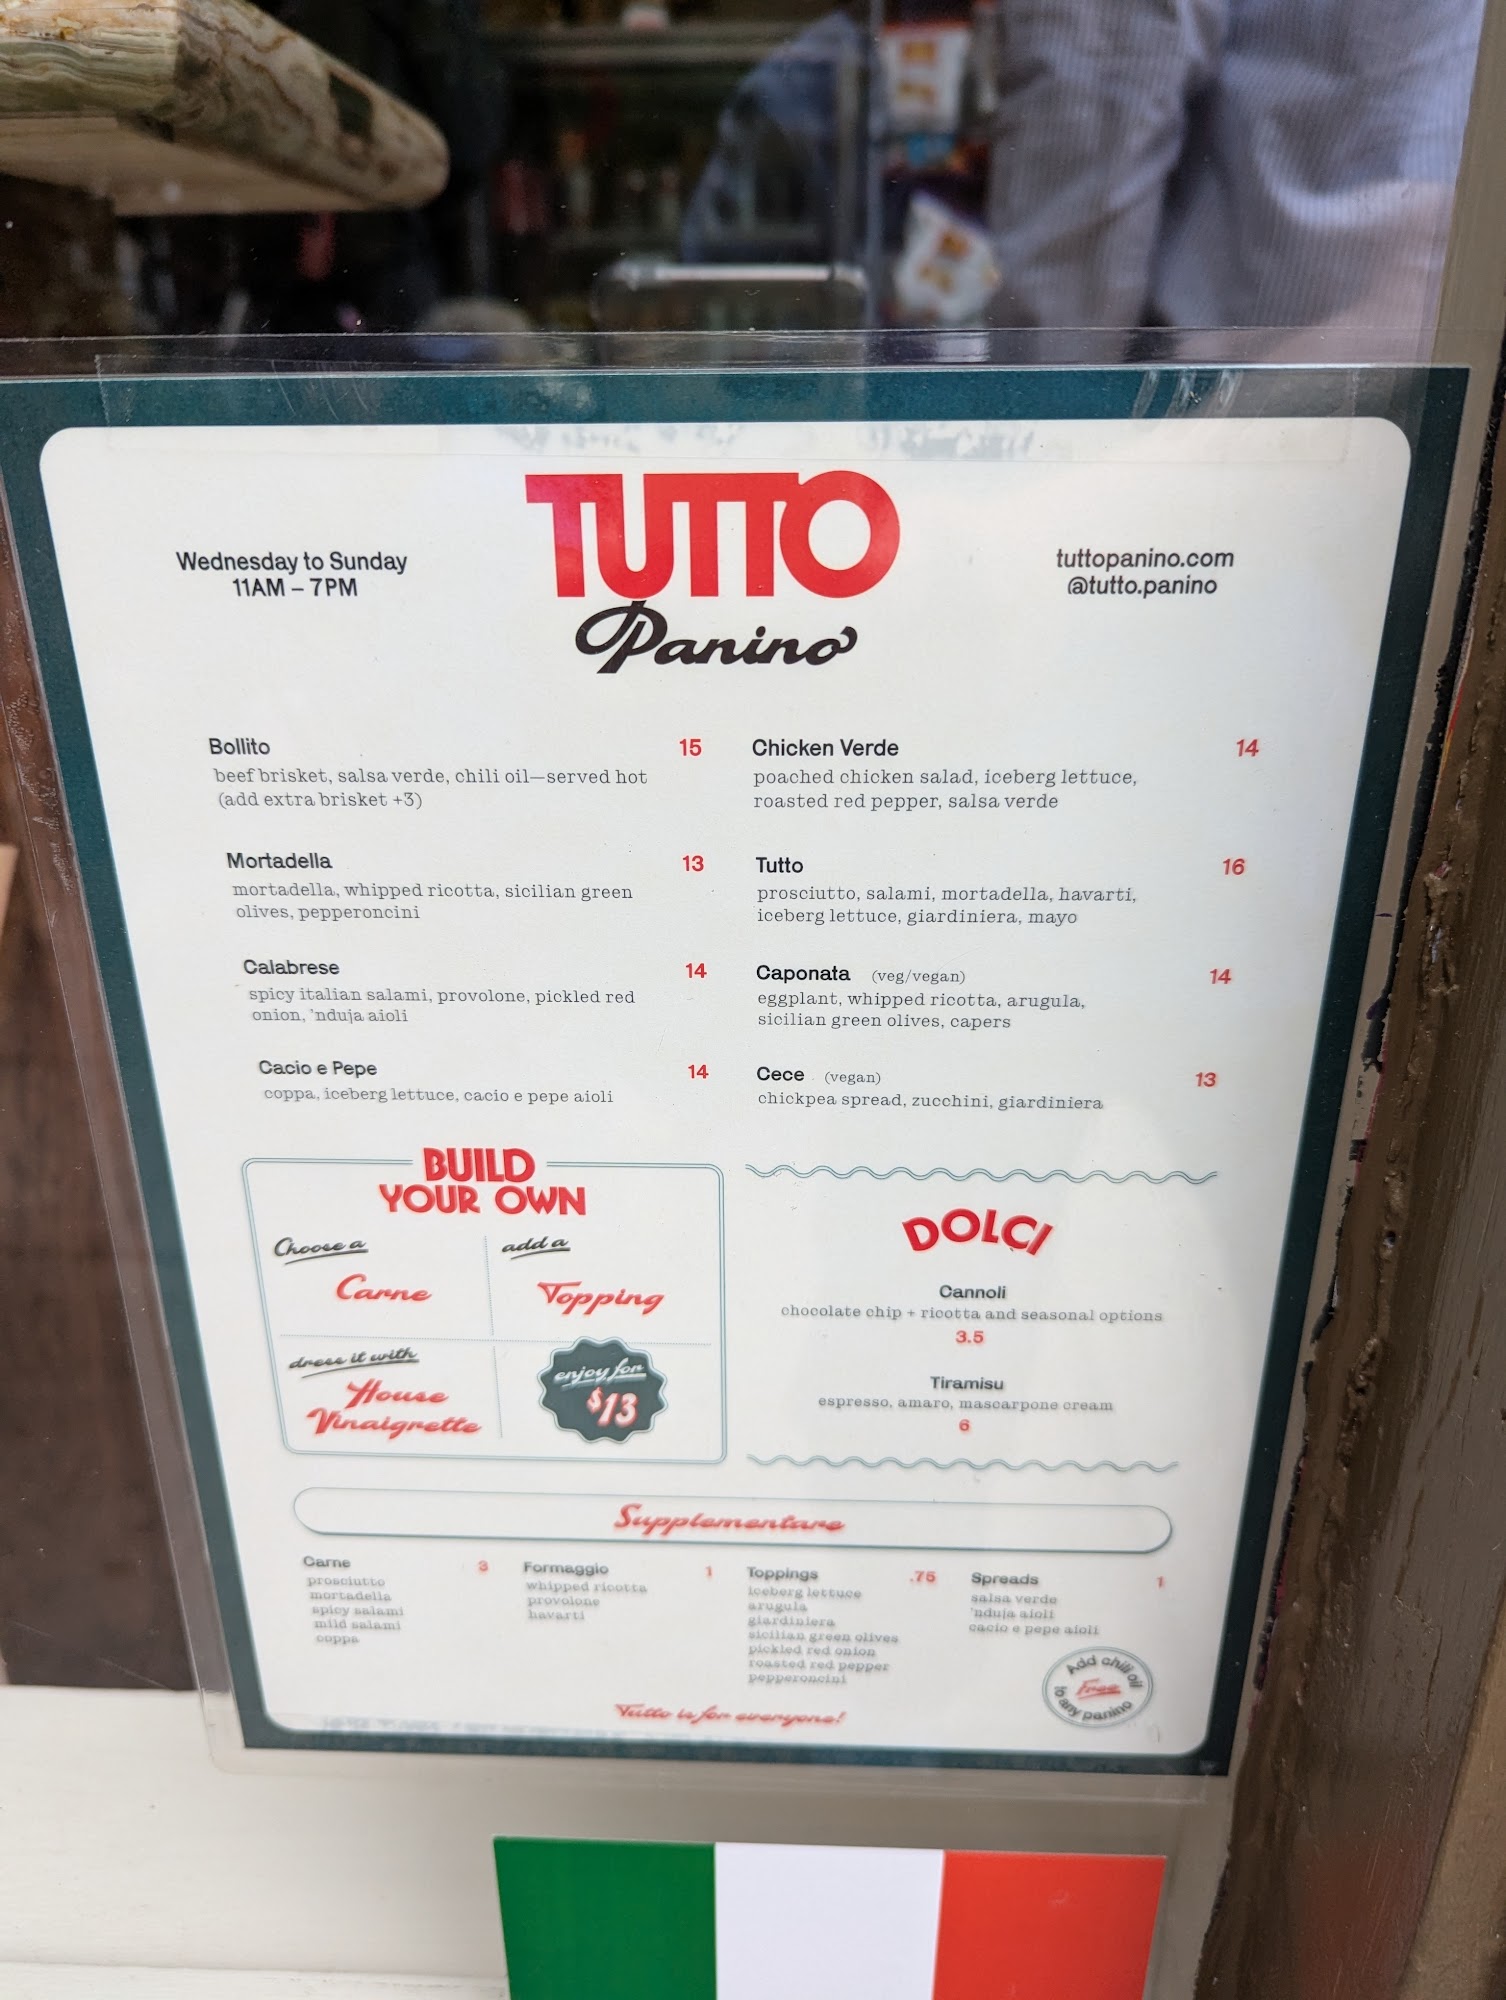 Wednesday to Sunday
11AM – 7PM
TUTTO
Panino
tuttopanino.com
@tutto.panino
Bollito 15
beef brisket, salsa verde, chili oil—served hot
(add extra brisket +3)
Mortadella 13
mortadella, whipped ricotta, sicilian green
olives, pepperoncini
Calabrese 14
spicy italian salami, provolone, pickled red
onion, 'nduja aioli
Cacio e Pepe 14
coppa, iceberg lettuce, cacio e pepe aioli
Chicken Verde 14
poached chicken salad, iceberg lettuce,
roasted red pepper, salsa verde
Tutto 16
prosciutto, salami, mortadella, havarti,
iceberg lettuce, giardiniera, mayo
Caponata (veg/vegan) 14
eggplant, whipped ricotta, arugula,
sicilian green olives, capers
Cece (vegan) 13
chickpea spread, zucchini, giardiniera
BUILD
YOUR OWN
Choose a
Carne
add a
Topping
dress it with
House
Vinaigrette
enjoy for
$13
DOLCI
Cannoli
chocolate chip + ricotta and seasonal options
3.5
Tiramisu
espresso, amaro, mascarpone cream
6
Supplementare
Carne 3
prosciutto
mortadella
spicy salami
mild salami
coppa
Formaggio 1
whipped ricotta
provolone
havarti
Toppings .75
iceberg lettuce
arugula
giardiniera
sicilian green olives
pickled red onion
roasted red pepper
pepperoncini
Spreads 1
salsa verde
'nduja aioli
cacio e pepe aioli
Add chili oil
Free
to any panino
Tutto is for everyone!